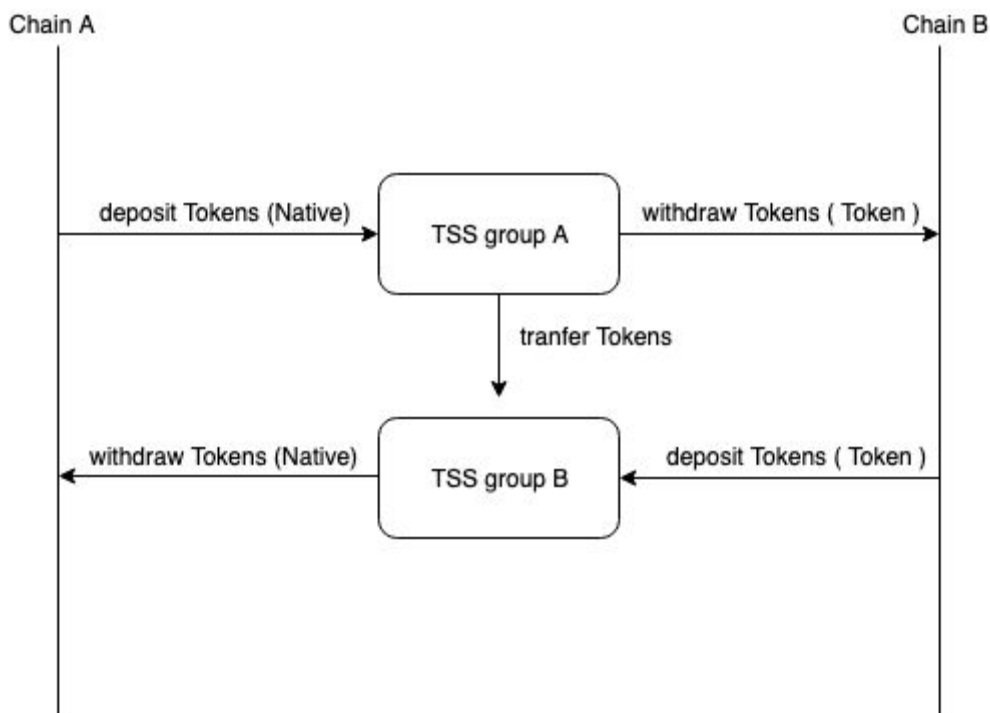 Chain A
Chain B
deposit Tokens (Native)
TSS group A
withdraw Tokens ( Token )
tranfer Tokens
withdraw Tokens (Native)
TSS group B
deposit Tokens ( Token )